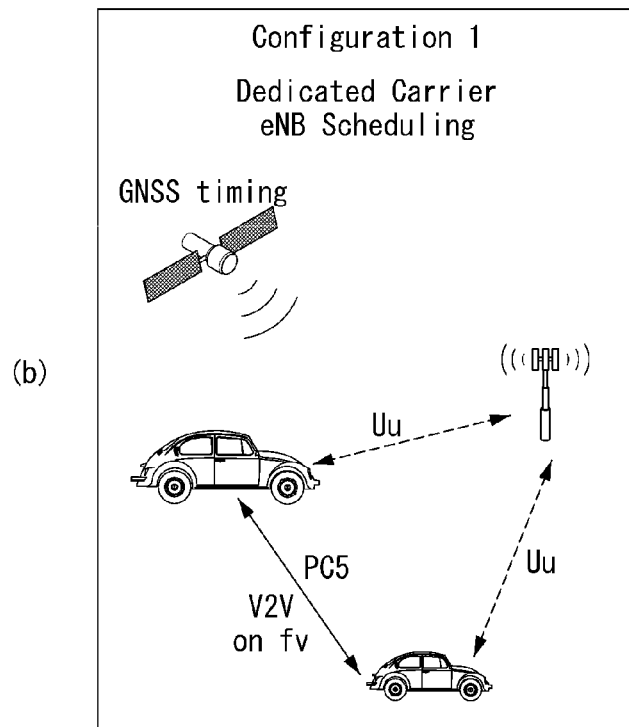 Configuration 1
Dedicated Carrier
eNB Scheduling
GNSS timing
(b)
Uu
PC5
Uu
V2V
on fv